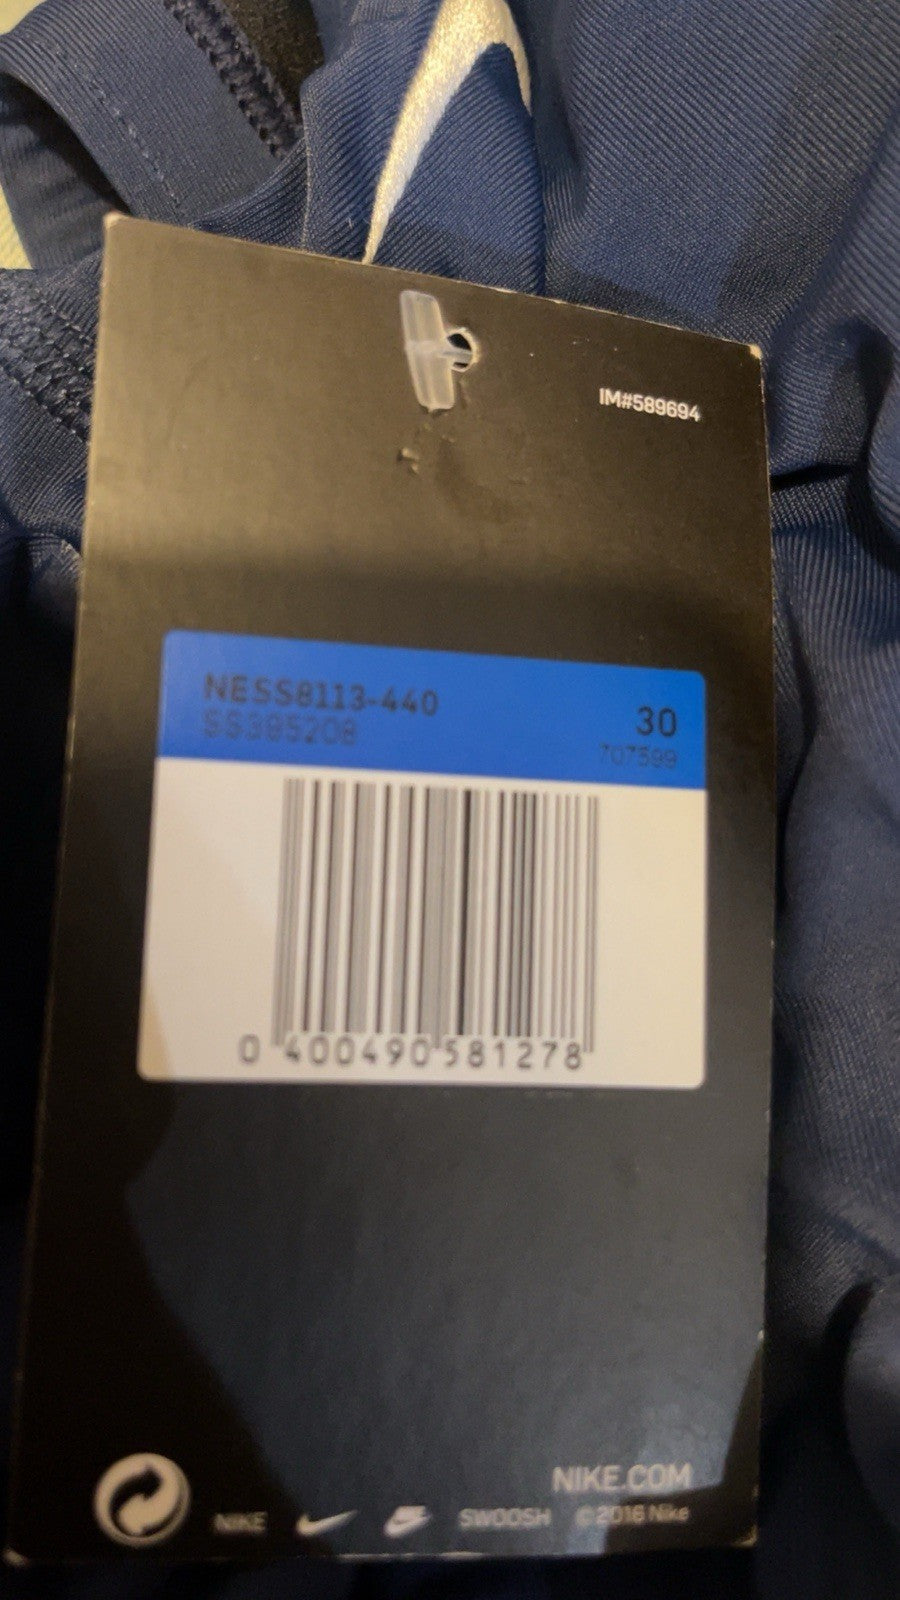 IM#589694
NESS8113-440
SS395208
30
707599
0 400490 581278
NIKE.COM
NIKE SWOOSH © 2016 Nike